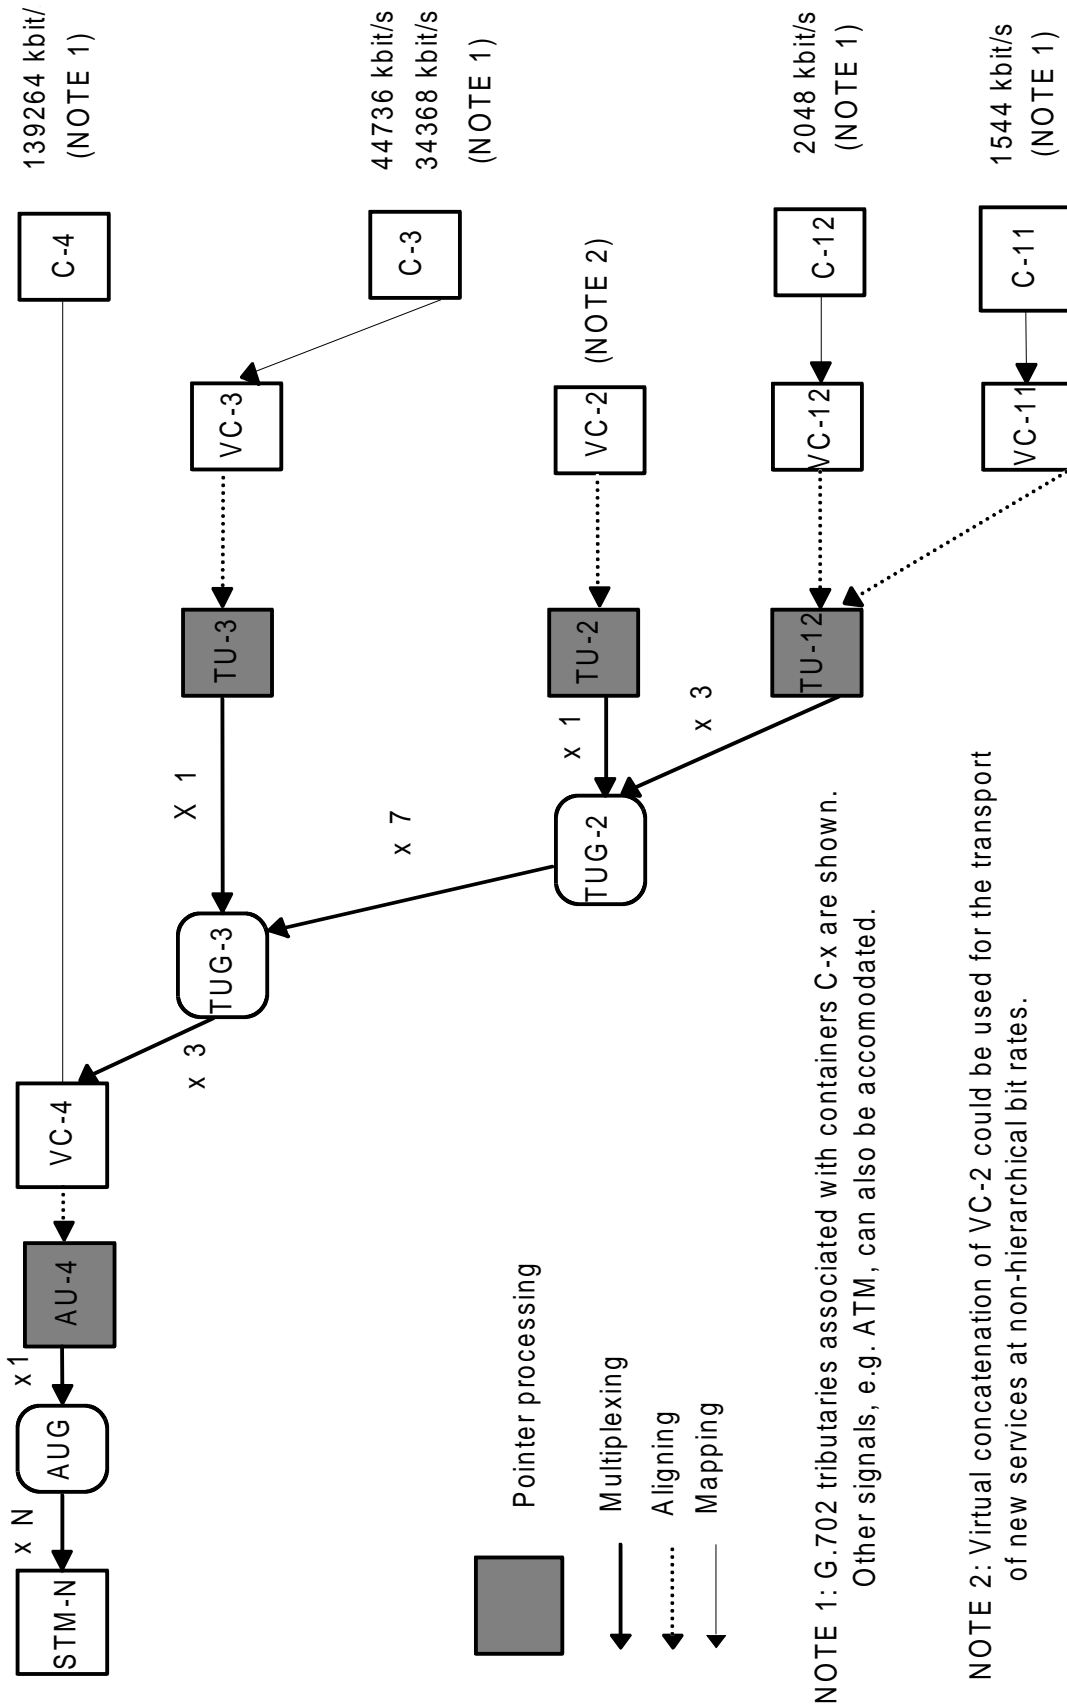 x N
x1
139264 kbit/
(NOTE 1)
STM-N
AUG
AU-4
VC-4
C-4
x 3
TUG-3
X 1
TU-3
VC-3
44736 kbit/s
34368 kbit/s
(NOTE 1)
C-3
x 7
TUG-2
x 1
TU-2
VC-2
(NOTE 2)
x 3
TU-12
VC-12
C-12
2048 kbit/s
(NOTE 1)
VC-11
C-11
1544 kbit/s
(NOTE 1)
Pointer processing
Multiplexing
Aligning
Mapping
NOTE 1: G.702 tributaries associated with containers C-x are shown.
Other signals, e.g. ATM, can also be accomodated.
NOTE 2: Virtual concatenation of VC-2 could be used for the transport
of new services at non-hierarchical bit rates.